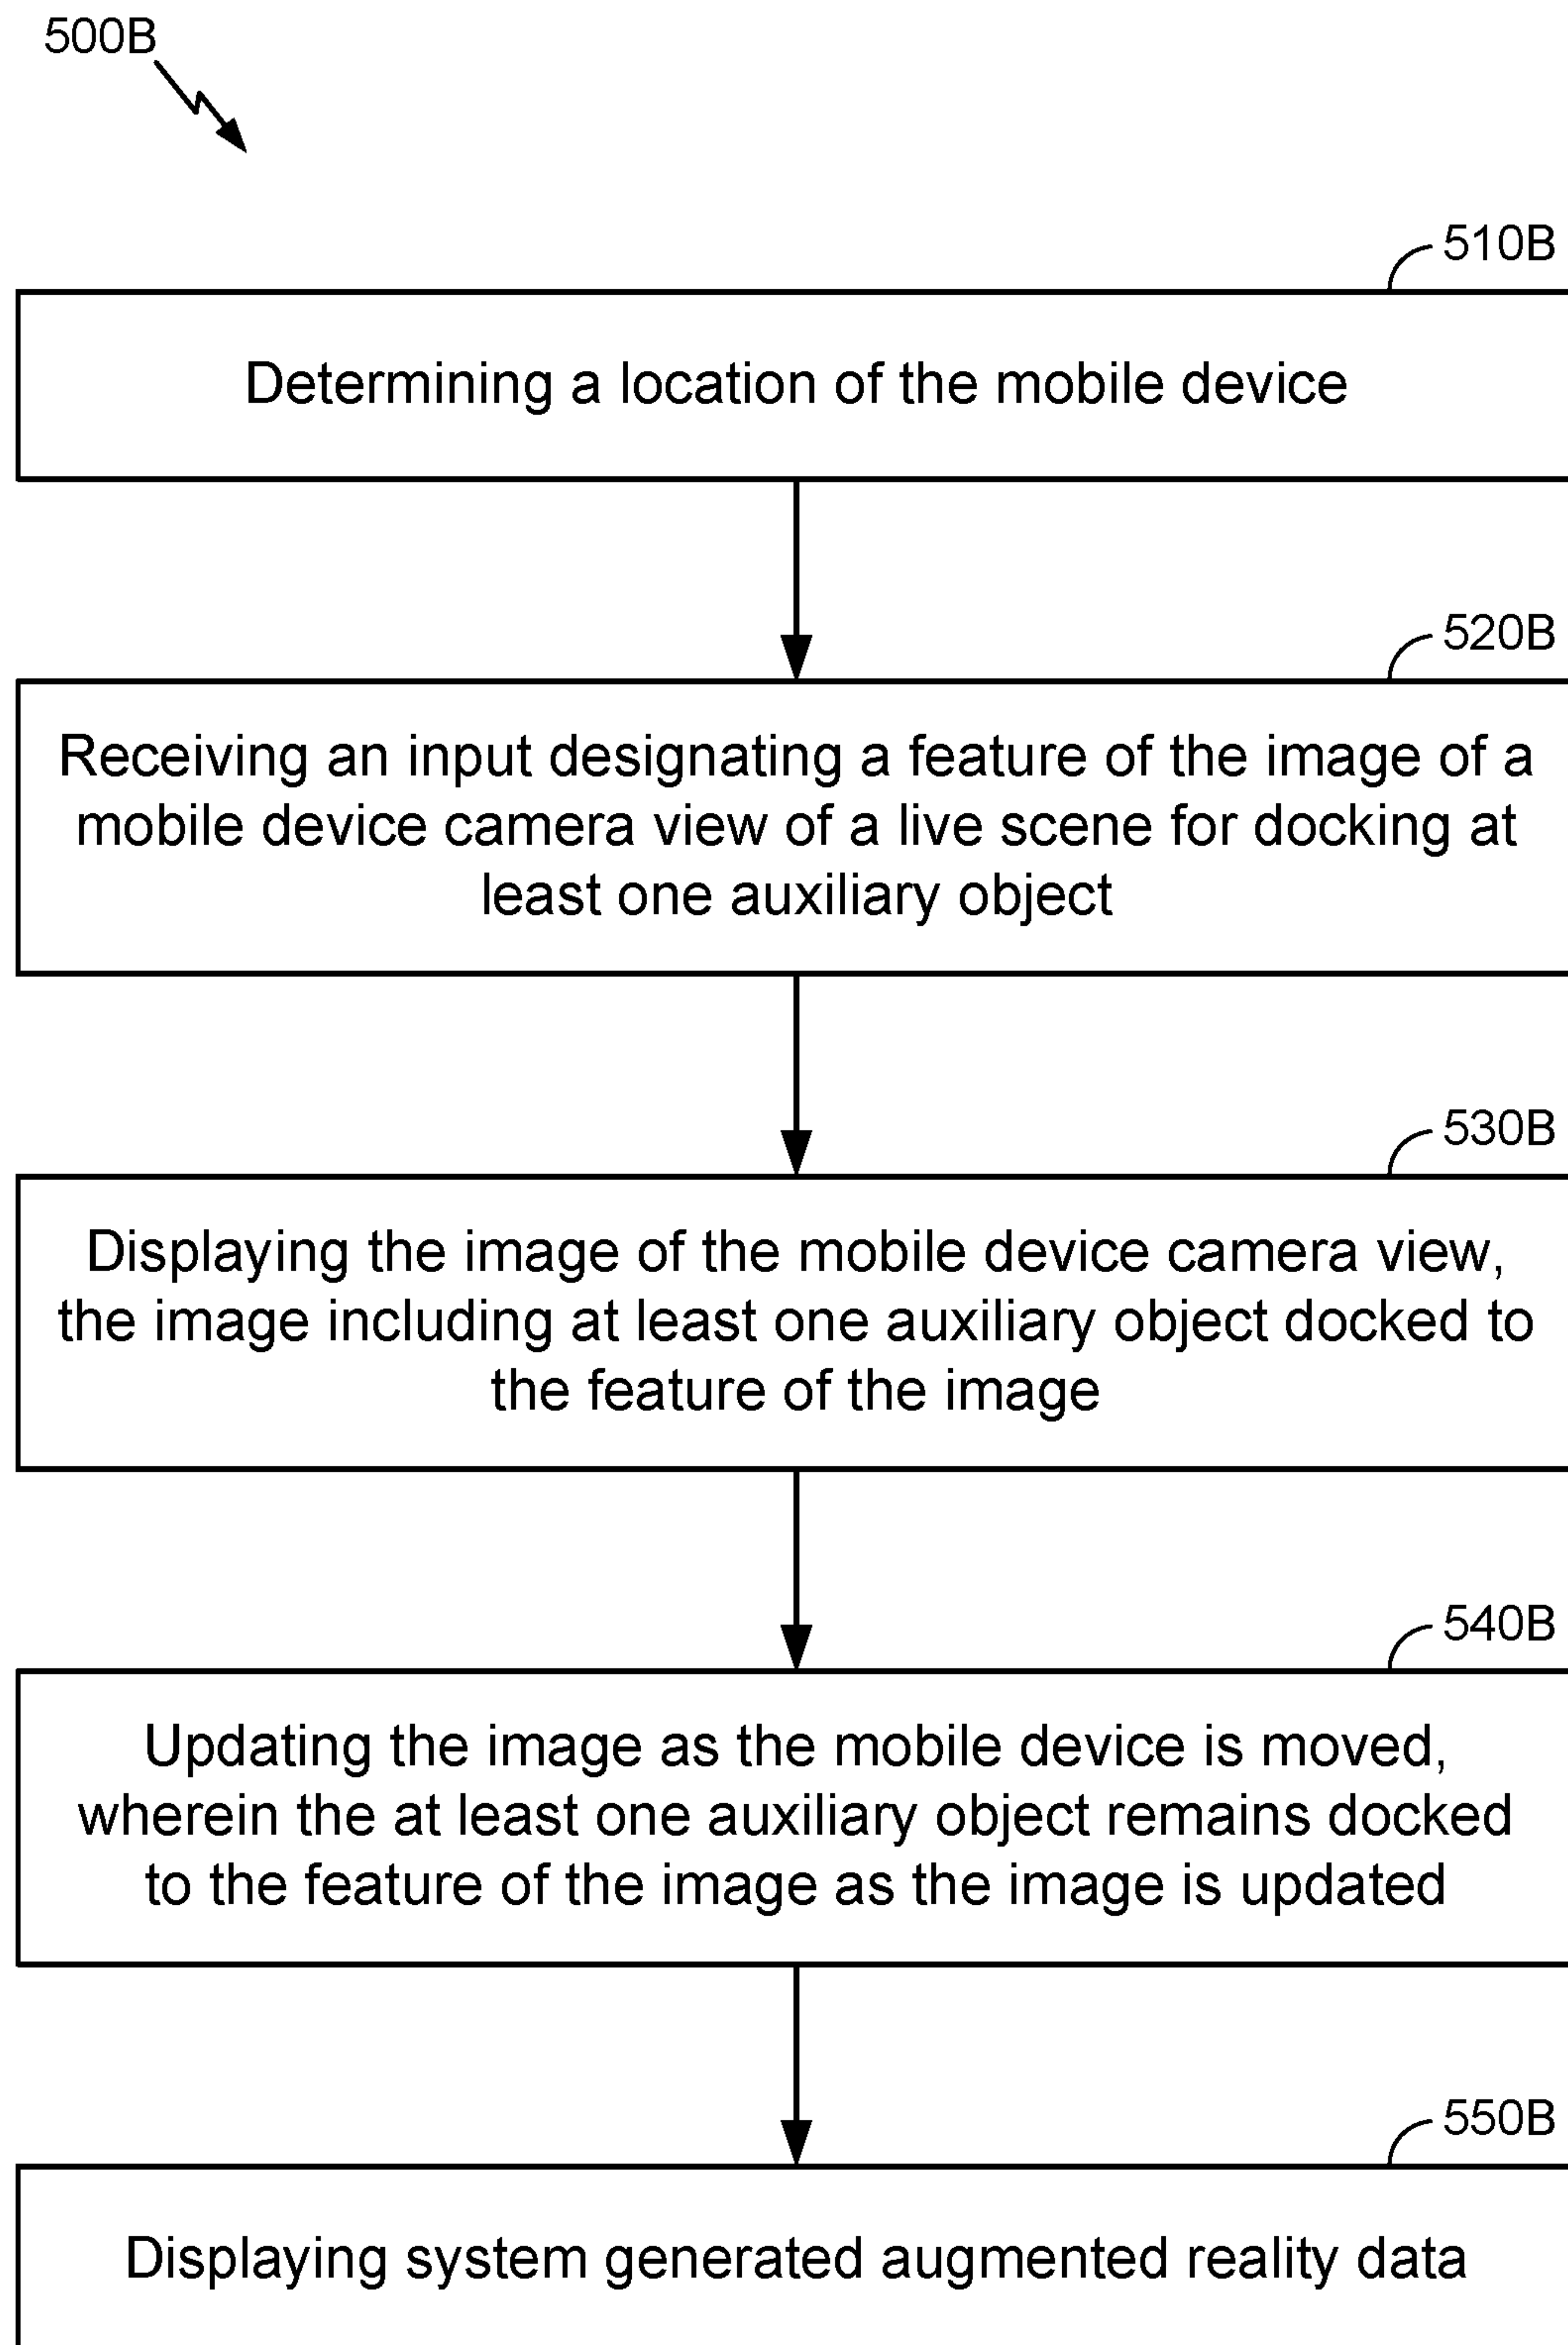 500B
510B
Determining a location of the mobile device
520B
Receiving an input designating a feature of the image of a
mobile device camera view of a live scene for docking at
least one auxiliary object
530B
Displaying the image of the mobile device camera view,
the image including at least one auxiliary object docked to
the feature of the image
540B
Updating the image as the mobile device is moved,
wherein the at least one auxiliary object remains docked
to the feature of the image as the image is updated
550B
Displaying system generated augmented reality data